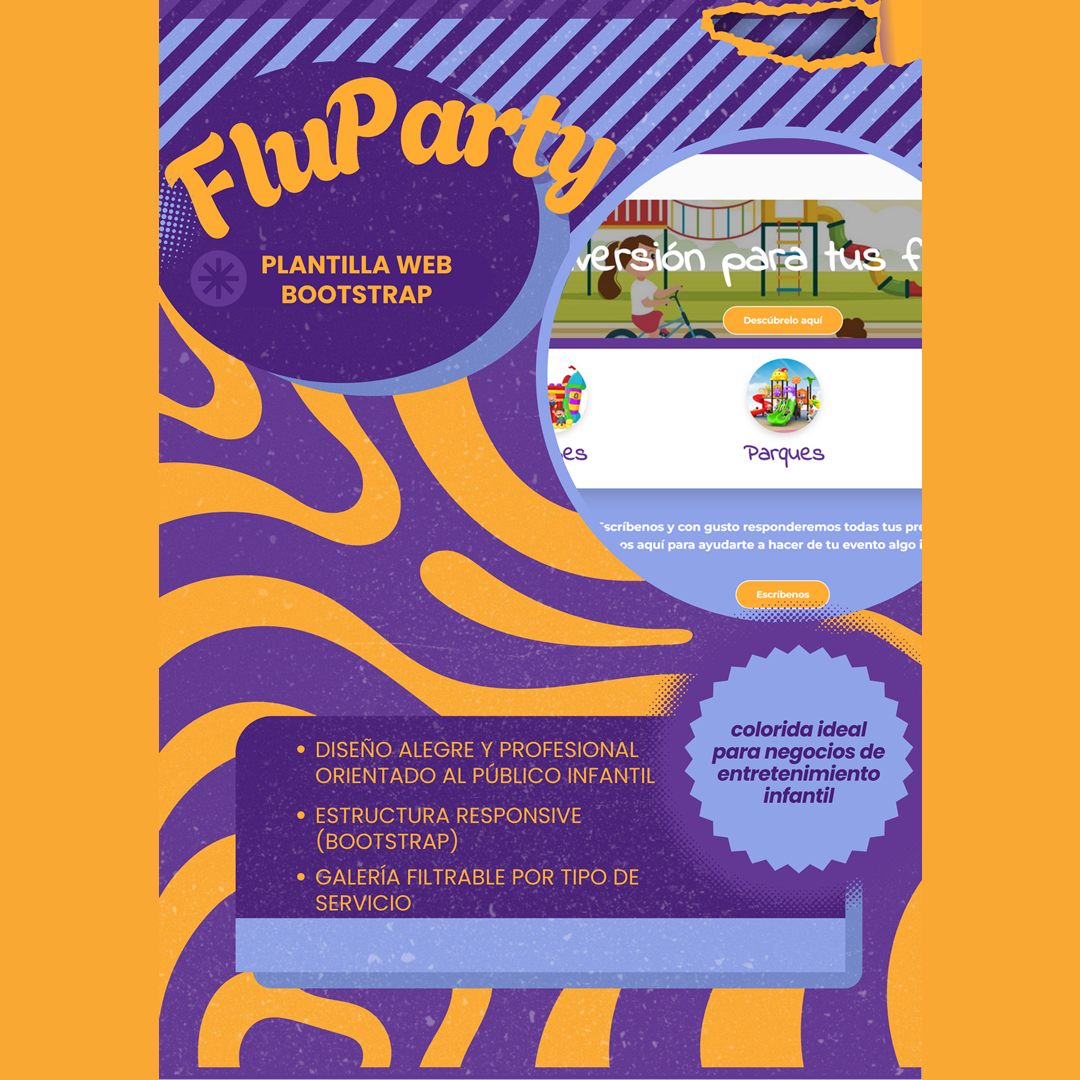 FluParty
PLANTILLA WEB
BOOTSTRAP
versión para tus f
Descúbrelo aquí
es
Parques
scríbenos y con gusto responderemos todas tus pre
os aquí para ayudarte a hacer de tu evento algo i
Escríbenos
colorida ideal
para negocios de
entretenimiento
infantil
• DISEÑO ALEGRE Y PROFESIONAL
ORIENTADO AL PÚBLICO INFANTIL
• ESTRUCTURA RESPONSIVE
(BOOTSTRAP)
• GALERÍA FILTRABLE POR TIPO DE
SERVICIO